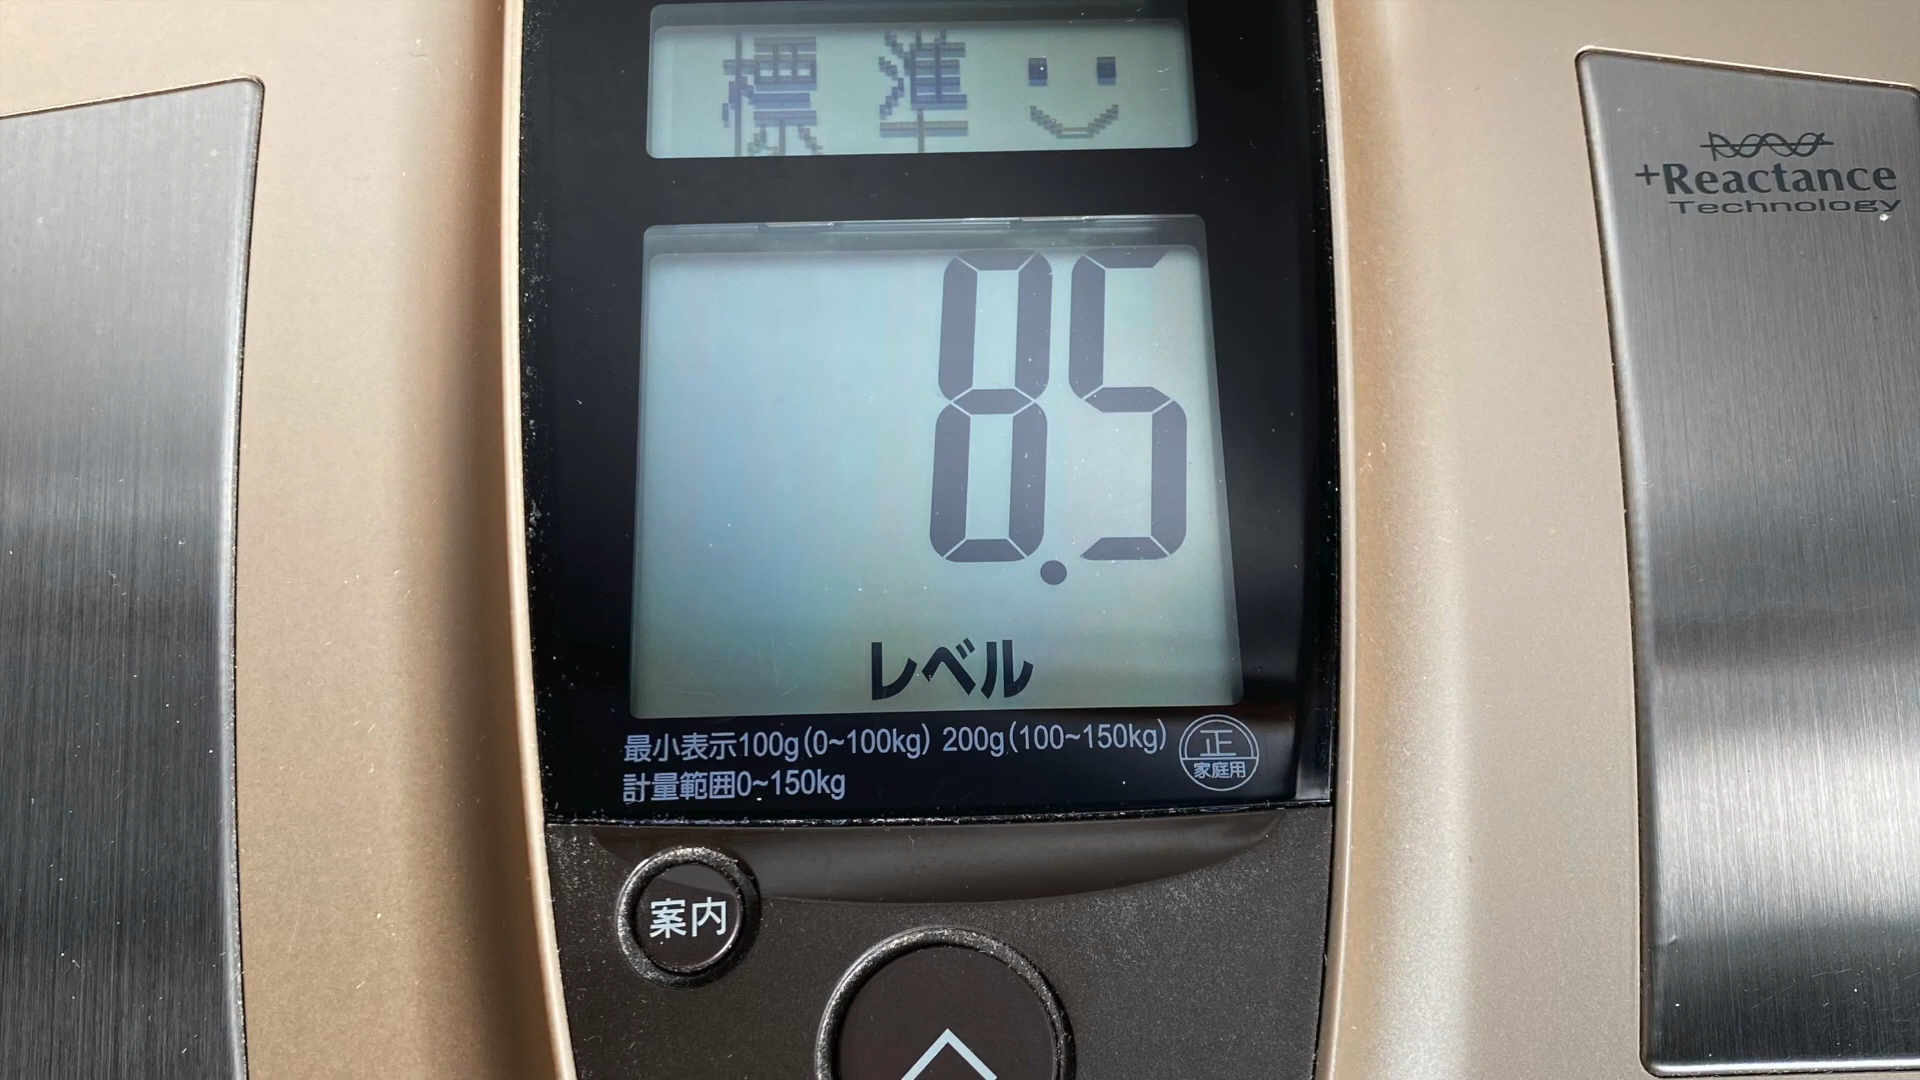 標準
+Reactance
Technology
8.5
レベル
最小表示100g(0~100kg) 200g(100~150kg)
計量範囲0~150kg
正
家庭用
案内